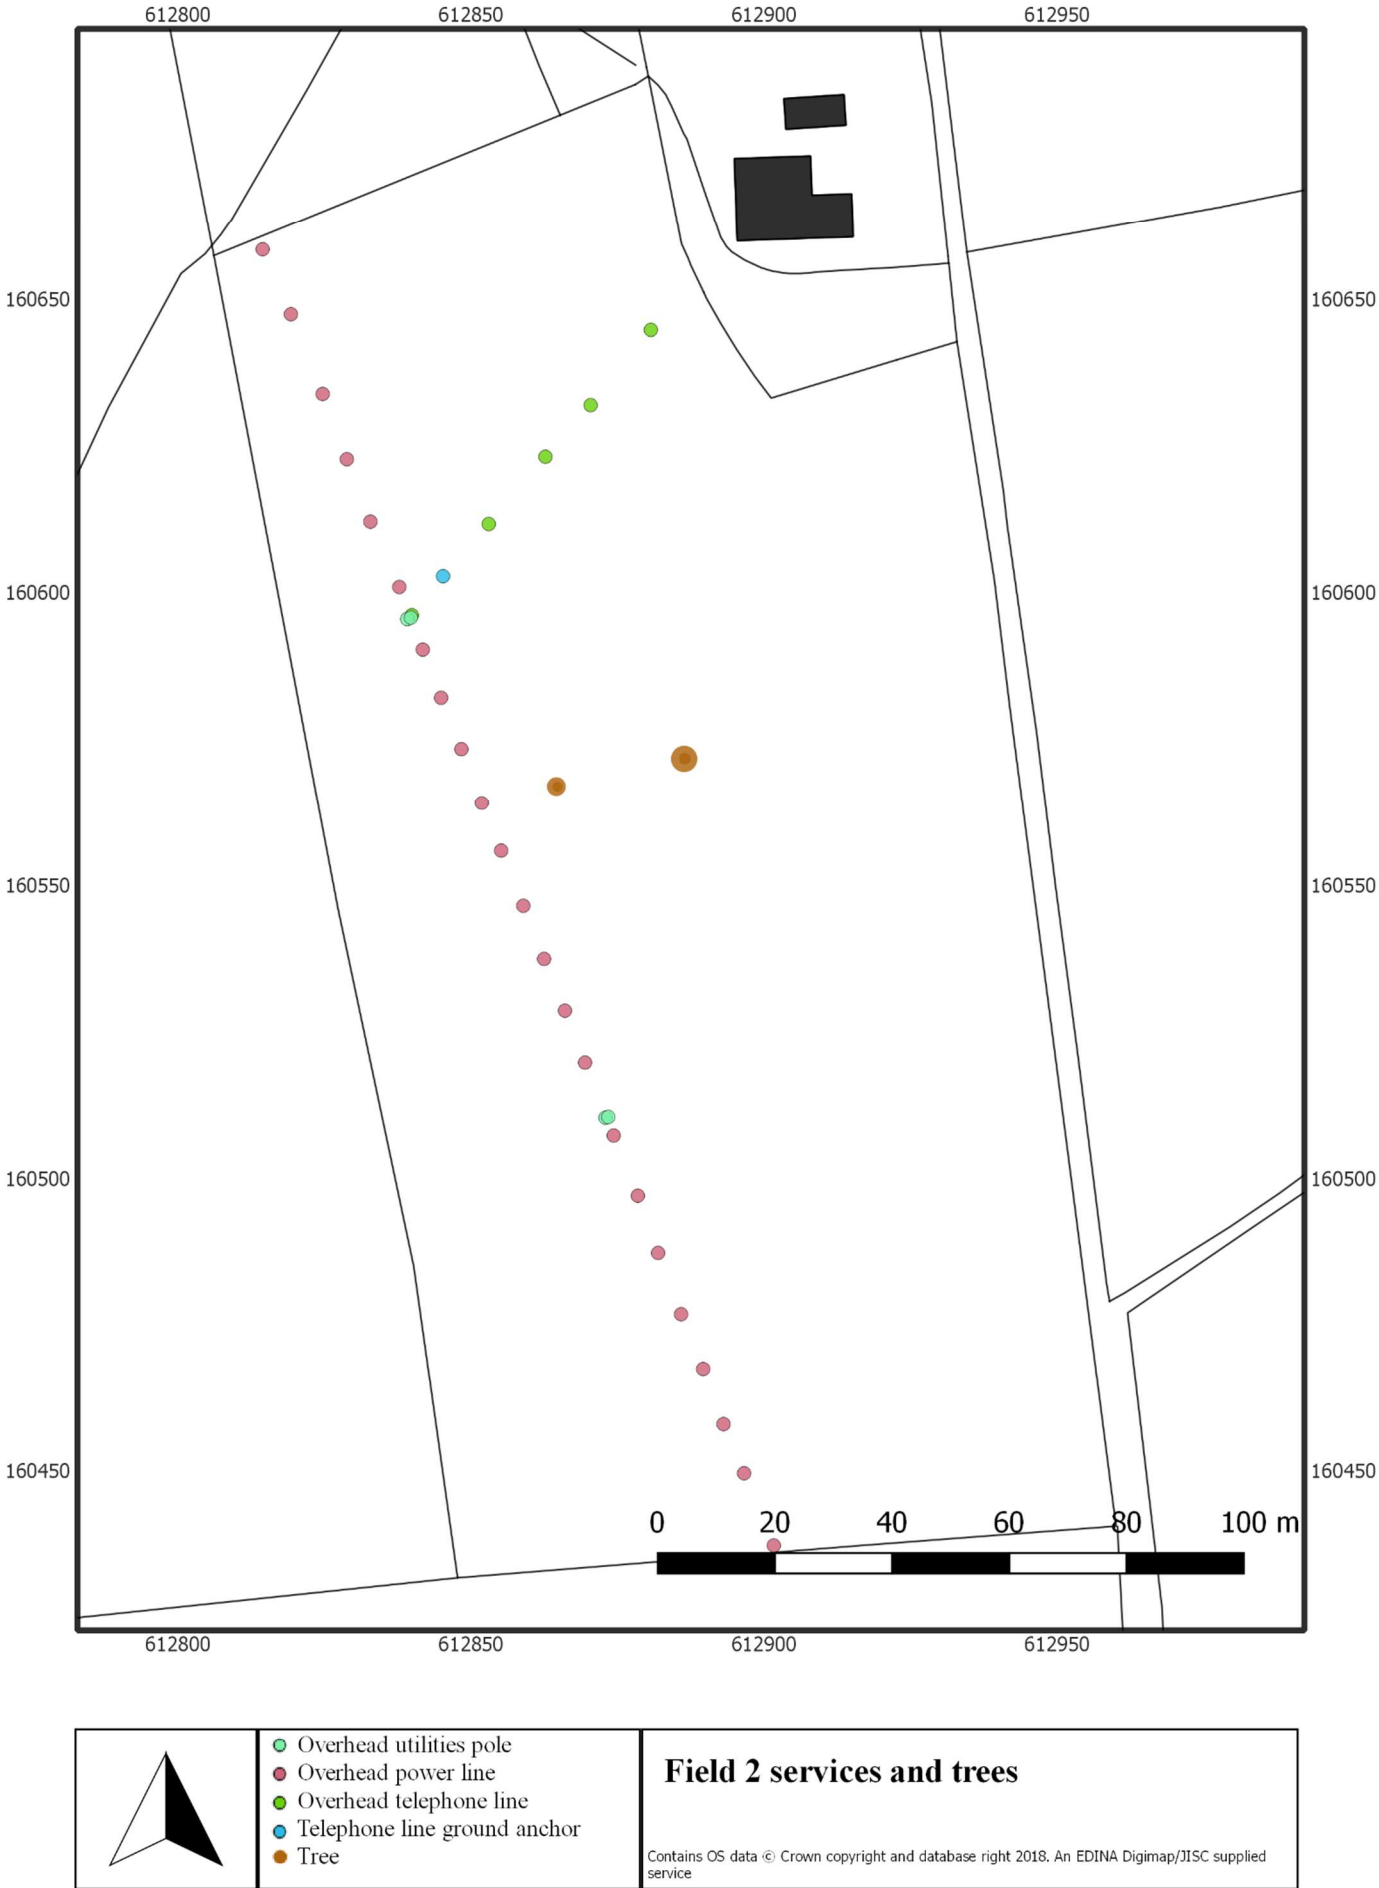 612800 612850 612900 612950
160650 160650
160600 160600
160550 160550
160500 160500
160450 160450
0 20 40 60 80 100 m
612800 612850 612900 612950
Overhead utilities pole
Overhead power line
Overhead telephone line
Telephone line ground anchor
Tree
Field 2 services and trees
Contains OS data © Crown copyright and database right 2018. An EDINA Digimap/JISC supplied
service